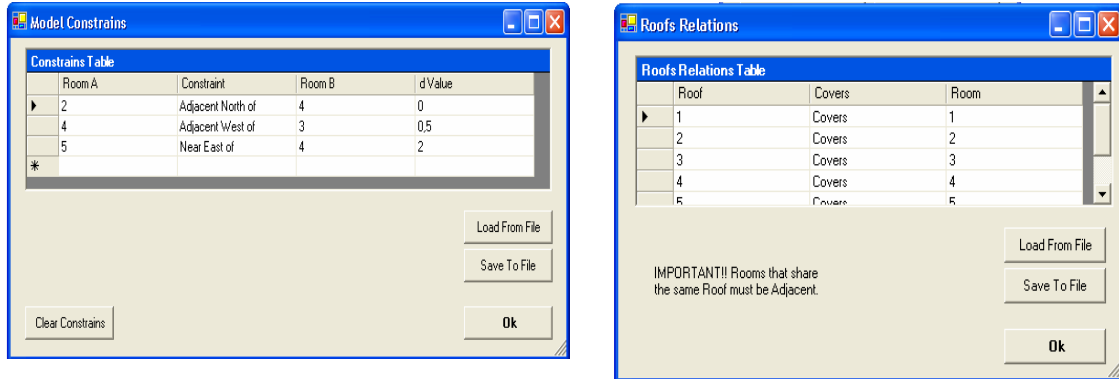 Model Constrains
Constrains Table
Room A Constraint Room B d Value
2 Adjacent North of 4 0
4 Adjacent West of 3 0,5
5 Near East of 4 2
*
Load From File
Save To File
Clear Constrains Ok
Roofs Relations
Roofs Relations Table
Roof Covers Room
1 Covers 1
2 Covers 2
3 Covers 3
4 Covers 4
5 Covers 5
Load From File
IMPORTANT!! Rooms that share
the same Roof must be Adjacent.
Save To File
Ok